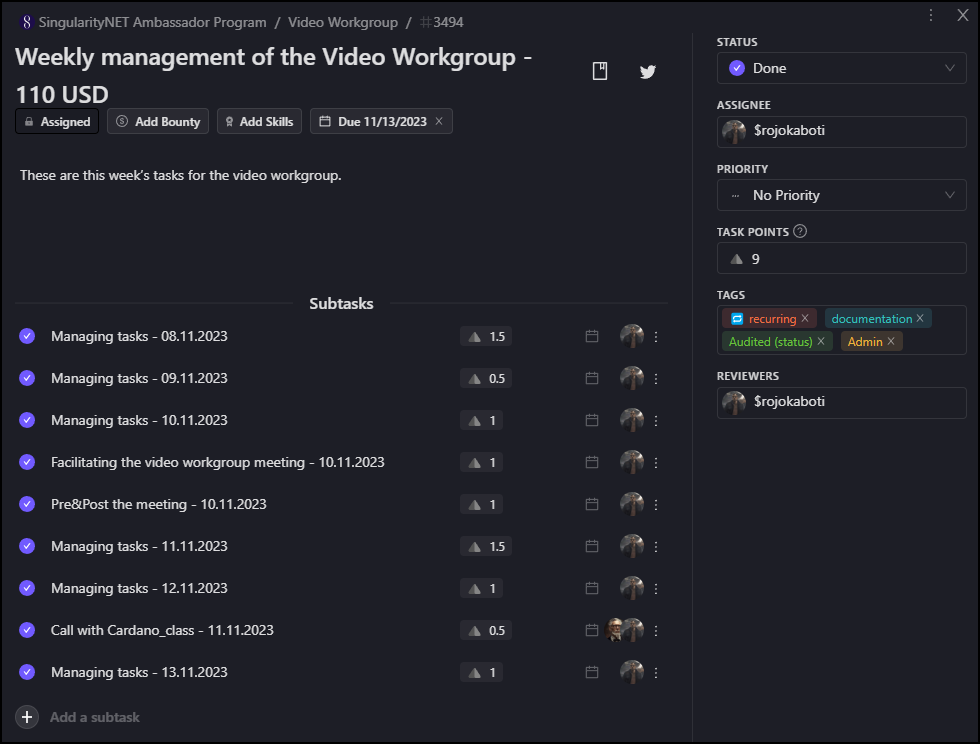 SingularityNET Ambassador Program / Video Workgroup / #3494
Weekly management of the Video Workgroup -
110 USD
Assigned Add Bounty Add Skills Due 11/13/2023
These are this week's tasks for the video workgroup.
Subtasks
Managing tasks - 08.11.2023 1.5
Managing tasks - 09.11.2023 0.5
Managing tasks - 10.11.2023 1
Facilitating the video workgroup meeting - 10.11.2023 1
Pre&Post the meeting - 10.11.2023 1
Managing tasks - 11.11.2023 1.5
Managing tasks - 12.11.2023 1
Call with Cardano_class - 11.11.2023 0.5
Managing tasks - 13.11.2023 1
Add a subtask
STATUS
Done
ASSIGNEE
$rojokaboti
PRIORITY
No Priority
TASK POINTS
9
TAGS
recurring documentation
Audited (status) Admin
REVIEWERS
$rojokaboti